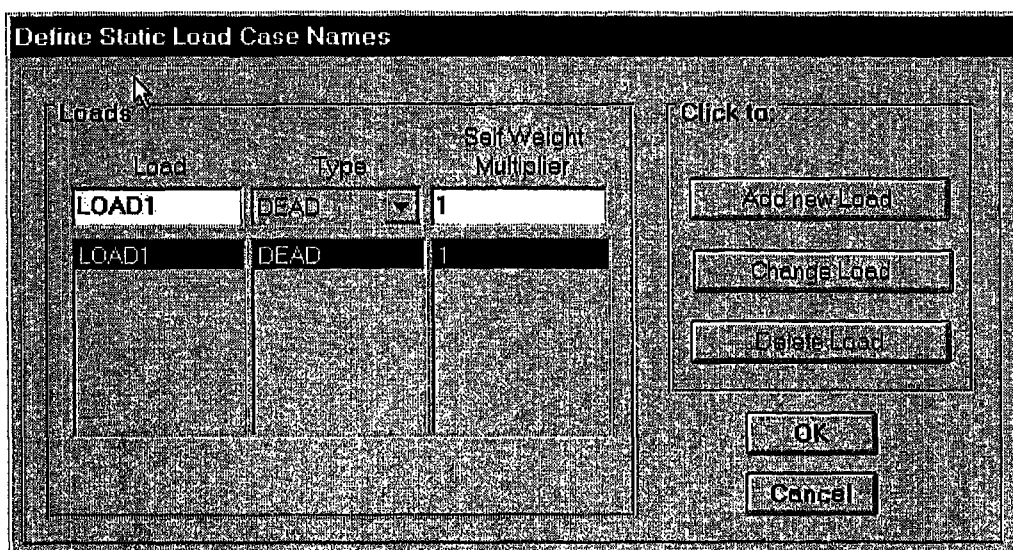 Define Static Load Case Names
Loads
Load
Type
Self Weight
Multiplier
LOAD1
DEAD
1
LOAD1
DEAD
1
Click to:
Add new Load
Change Load
Delete Load
OK
Cancel